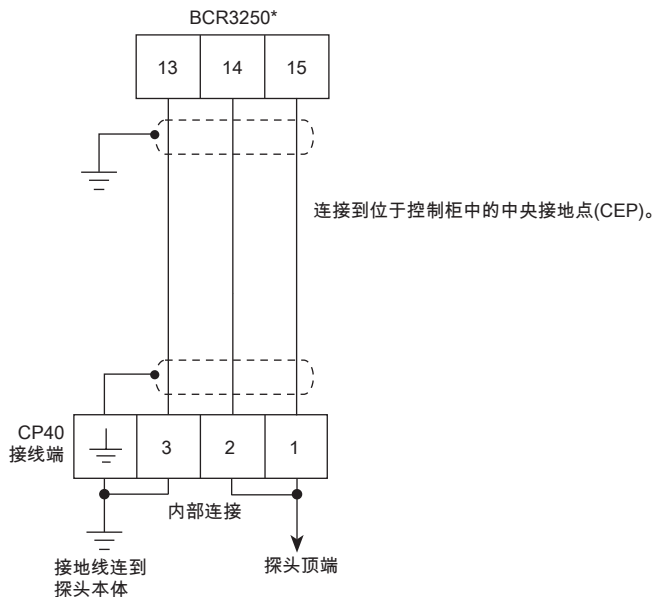 BCR3250*
13 14 15
连接到位于控制柜中的中央接地点(CEP)。
CP40
接线端
3 2 1
内部连接
接地线连到
探头本体
探头顶端